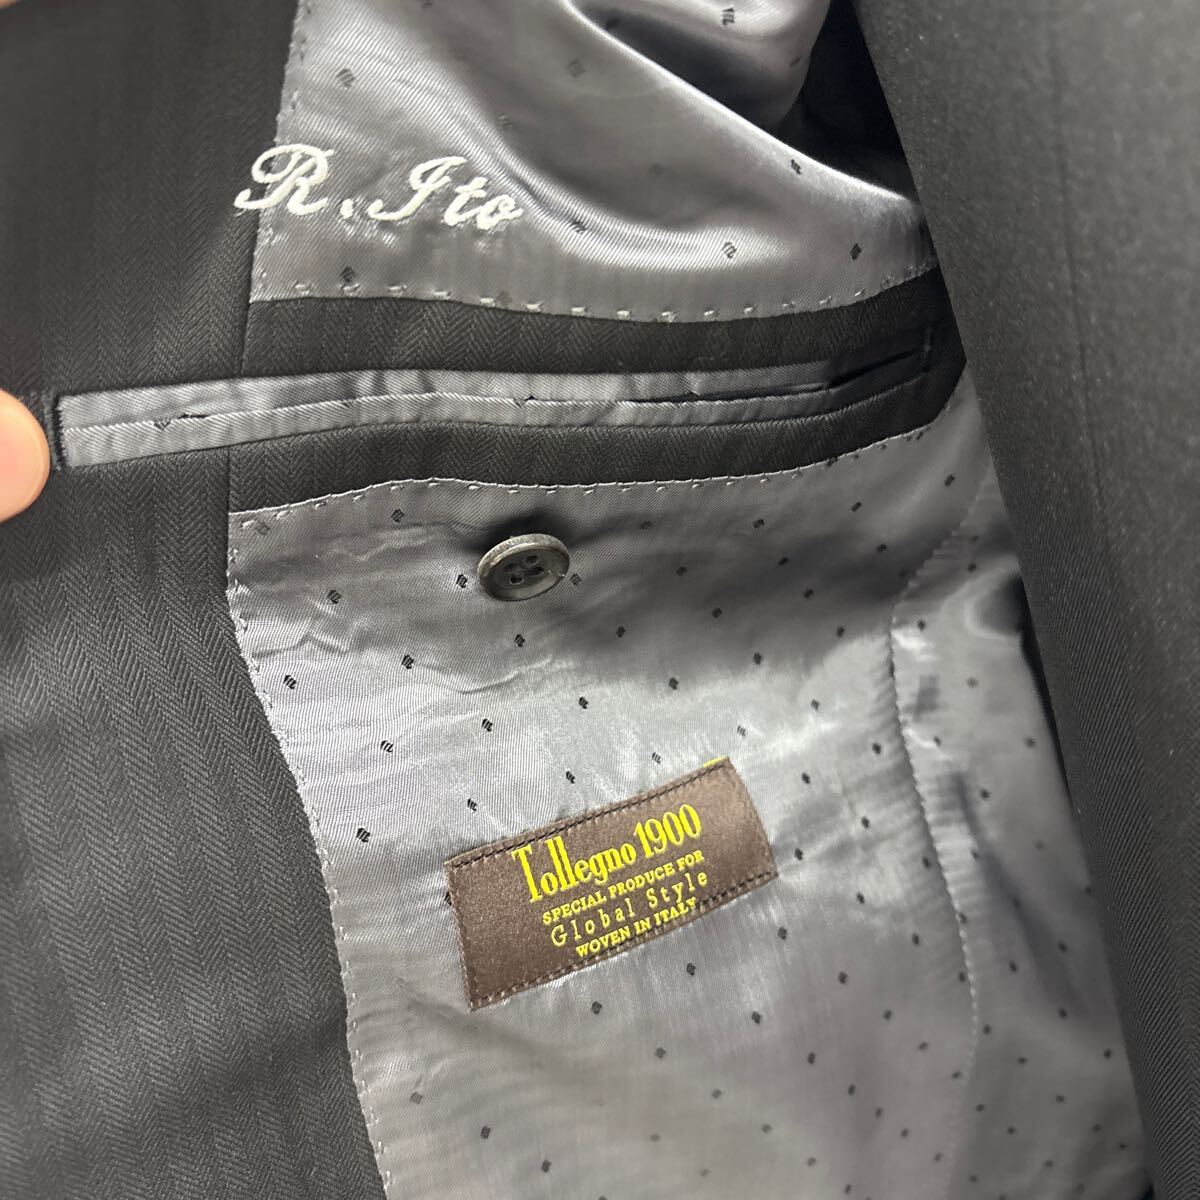 R. Ito
Tollegno 1900
SPECIAL PRODUCE FOR
Global Style
WOVEN IN ITALY